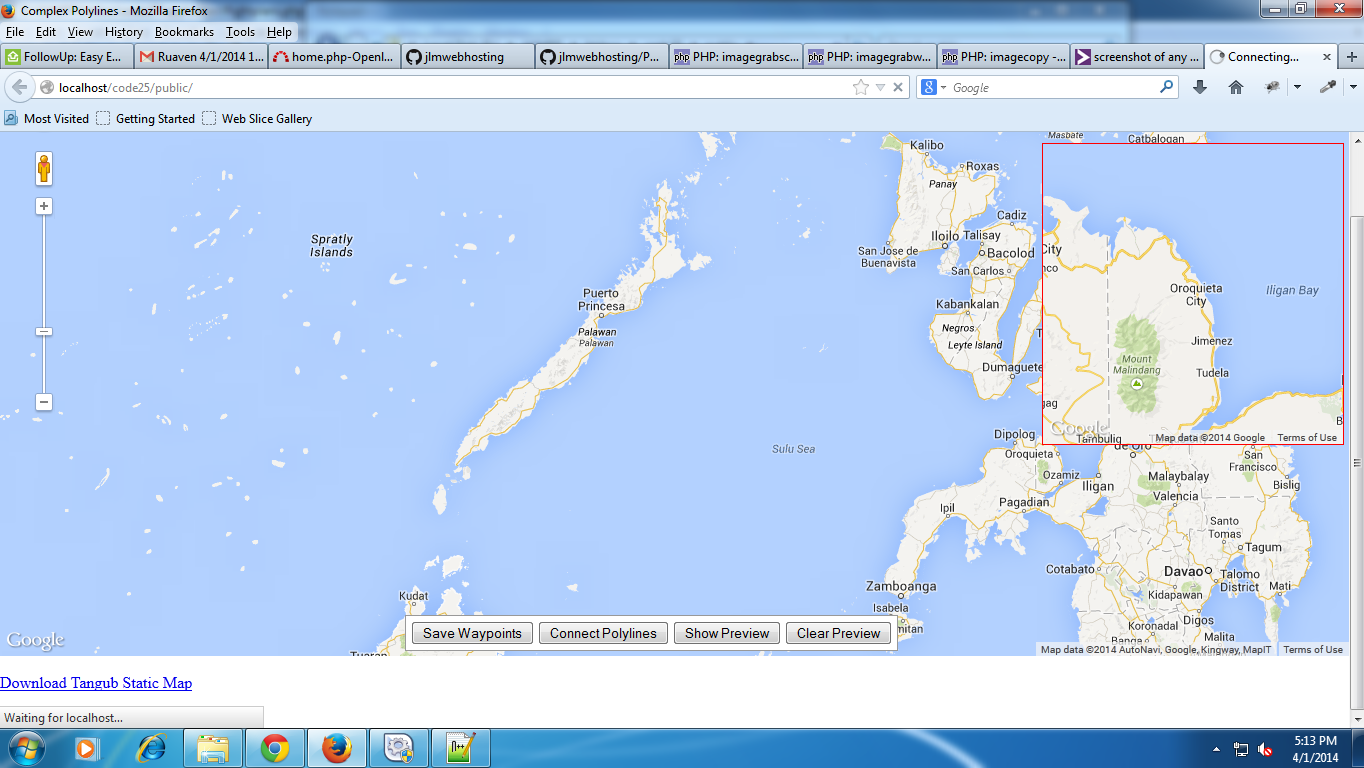 Complex Polylines - Mozilla Firefox
File Edit View History Bookmarks Tools Help
FollowUp: Easy E... Ruaven 4/1/2014 1... home.php-Openl... jlmwebhosting jlmwebhosting/P... PHP: imagegrabsc... PHP: imagegrabw... PHP: imagecopy -... screenshot of any ... Connecting...
localhost/code25/public/ Google
Most Visited Getting Started Web Slice Gallery
Masbate
Catbalogan
Kalibo
Roxas
Panay
Cadiz
Iloilo
Talisay
San Jose de
Buenavista
Bacolod
San Carlos
Kabankalan
Negros
Leyte Island
Dumaguete
Spratly
Islands
Puerto
Princesa
Palawan
Palawan
Sulu Sea
City
nco
Oroquieta
City
Iligan Bay
Jimenez
Mount
Malindang
Tudela
gag
Google
Tambulig
Map data ©2014 Google Terms of Use
Dipolog
de Oro
Oroquieta
Ozamiz
Iligan
Pagadian
Ipil
San
Francisco
Malaybalay
Bislig
Valencia
Santo
Tomas
Tagum
Cotabato
Davao
Talomo
District
Mati
Kidapawan
Digos
Koronadal
Malita
Banga
Zamboanga
Isabela
mitan
Kudat
Tuaran
Google
Save Waypoints Connect Polylines Show Preview Clear Preview
Map data ©2014 AutoNavi, Google, Kingway, MapIT Terms of Use
Download Tangub Static Map
Waiting for localhost...
5:13 PM
4/1/2014